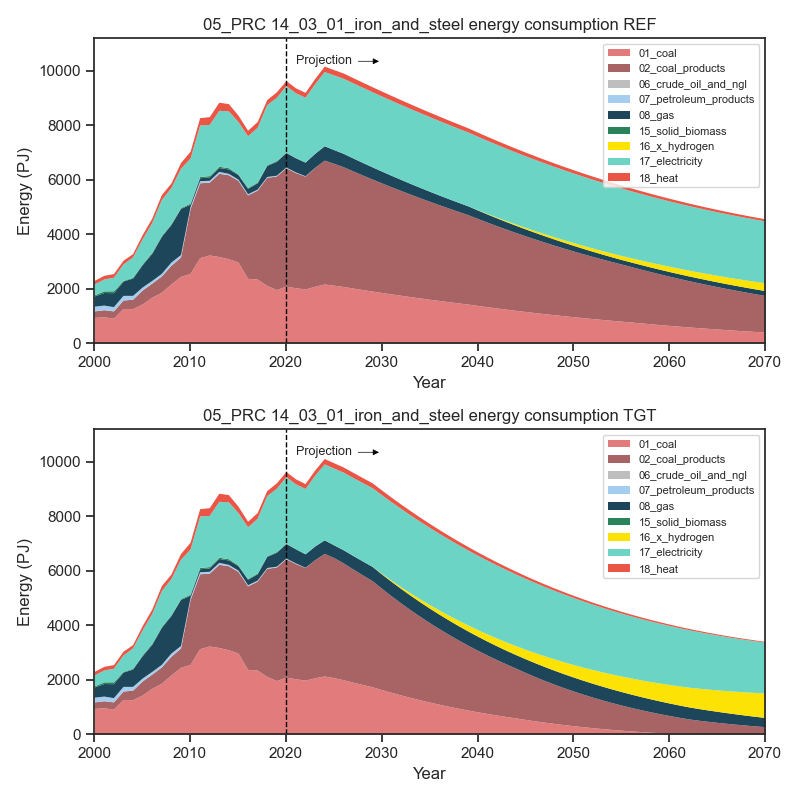 05_PRC 14_03_01_iron_and_steel energy consumption REF
Projection
01_coal
02_coal_products
06_crude_oil_and_ngl
07_petroleum_products
08_gas
15_solid_biomass
16_x_hydrogen
17_electricity
18_heat
Energy (PJ)
10000
8000
6000
4000
2000
0
2000 2010 2020 2030 2040 2050 2060 2070
Year
05_PRC 14_03_01_iron_and_steel energy consumption TGT
Projection
01_coal
02_coal_products
06_crude_oil_and_ngl
07_petroleum_products
08_gas
15_solid_biomass
16_x_hydrogen
17_electricity
18_heat
Energy (PJ)
10000
8000
6000
4000
2000
0
2000 2010 2020 2030 2040 2050 2060 2070
Year